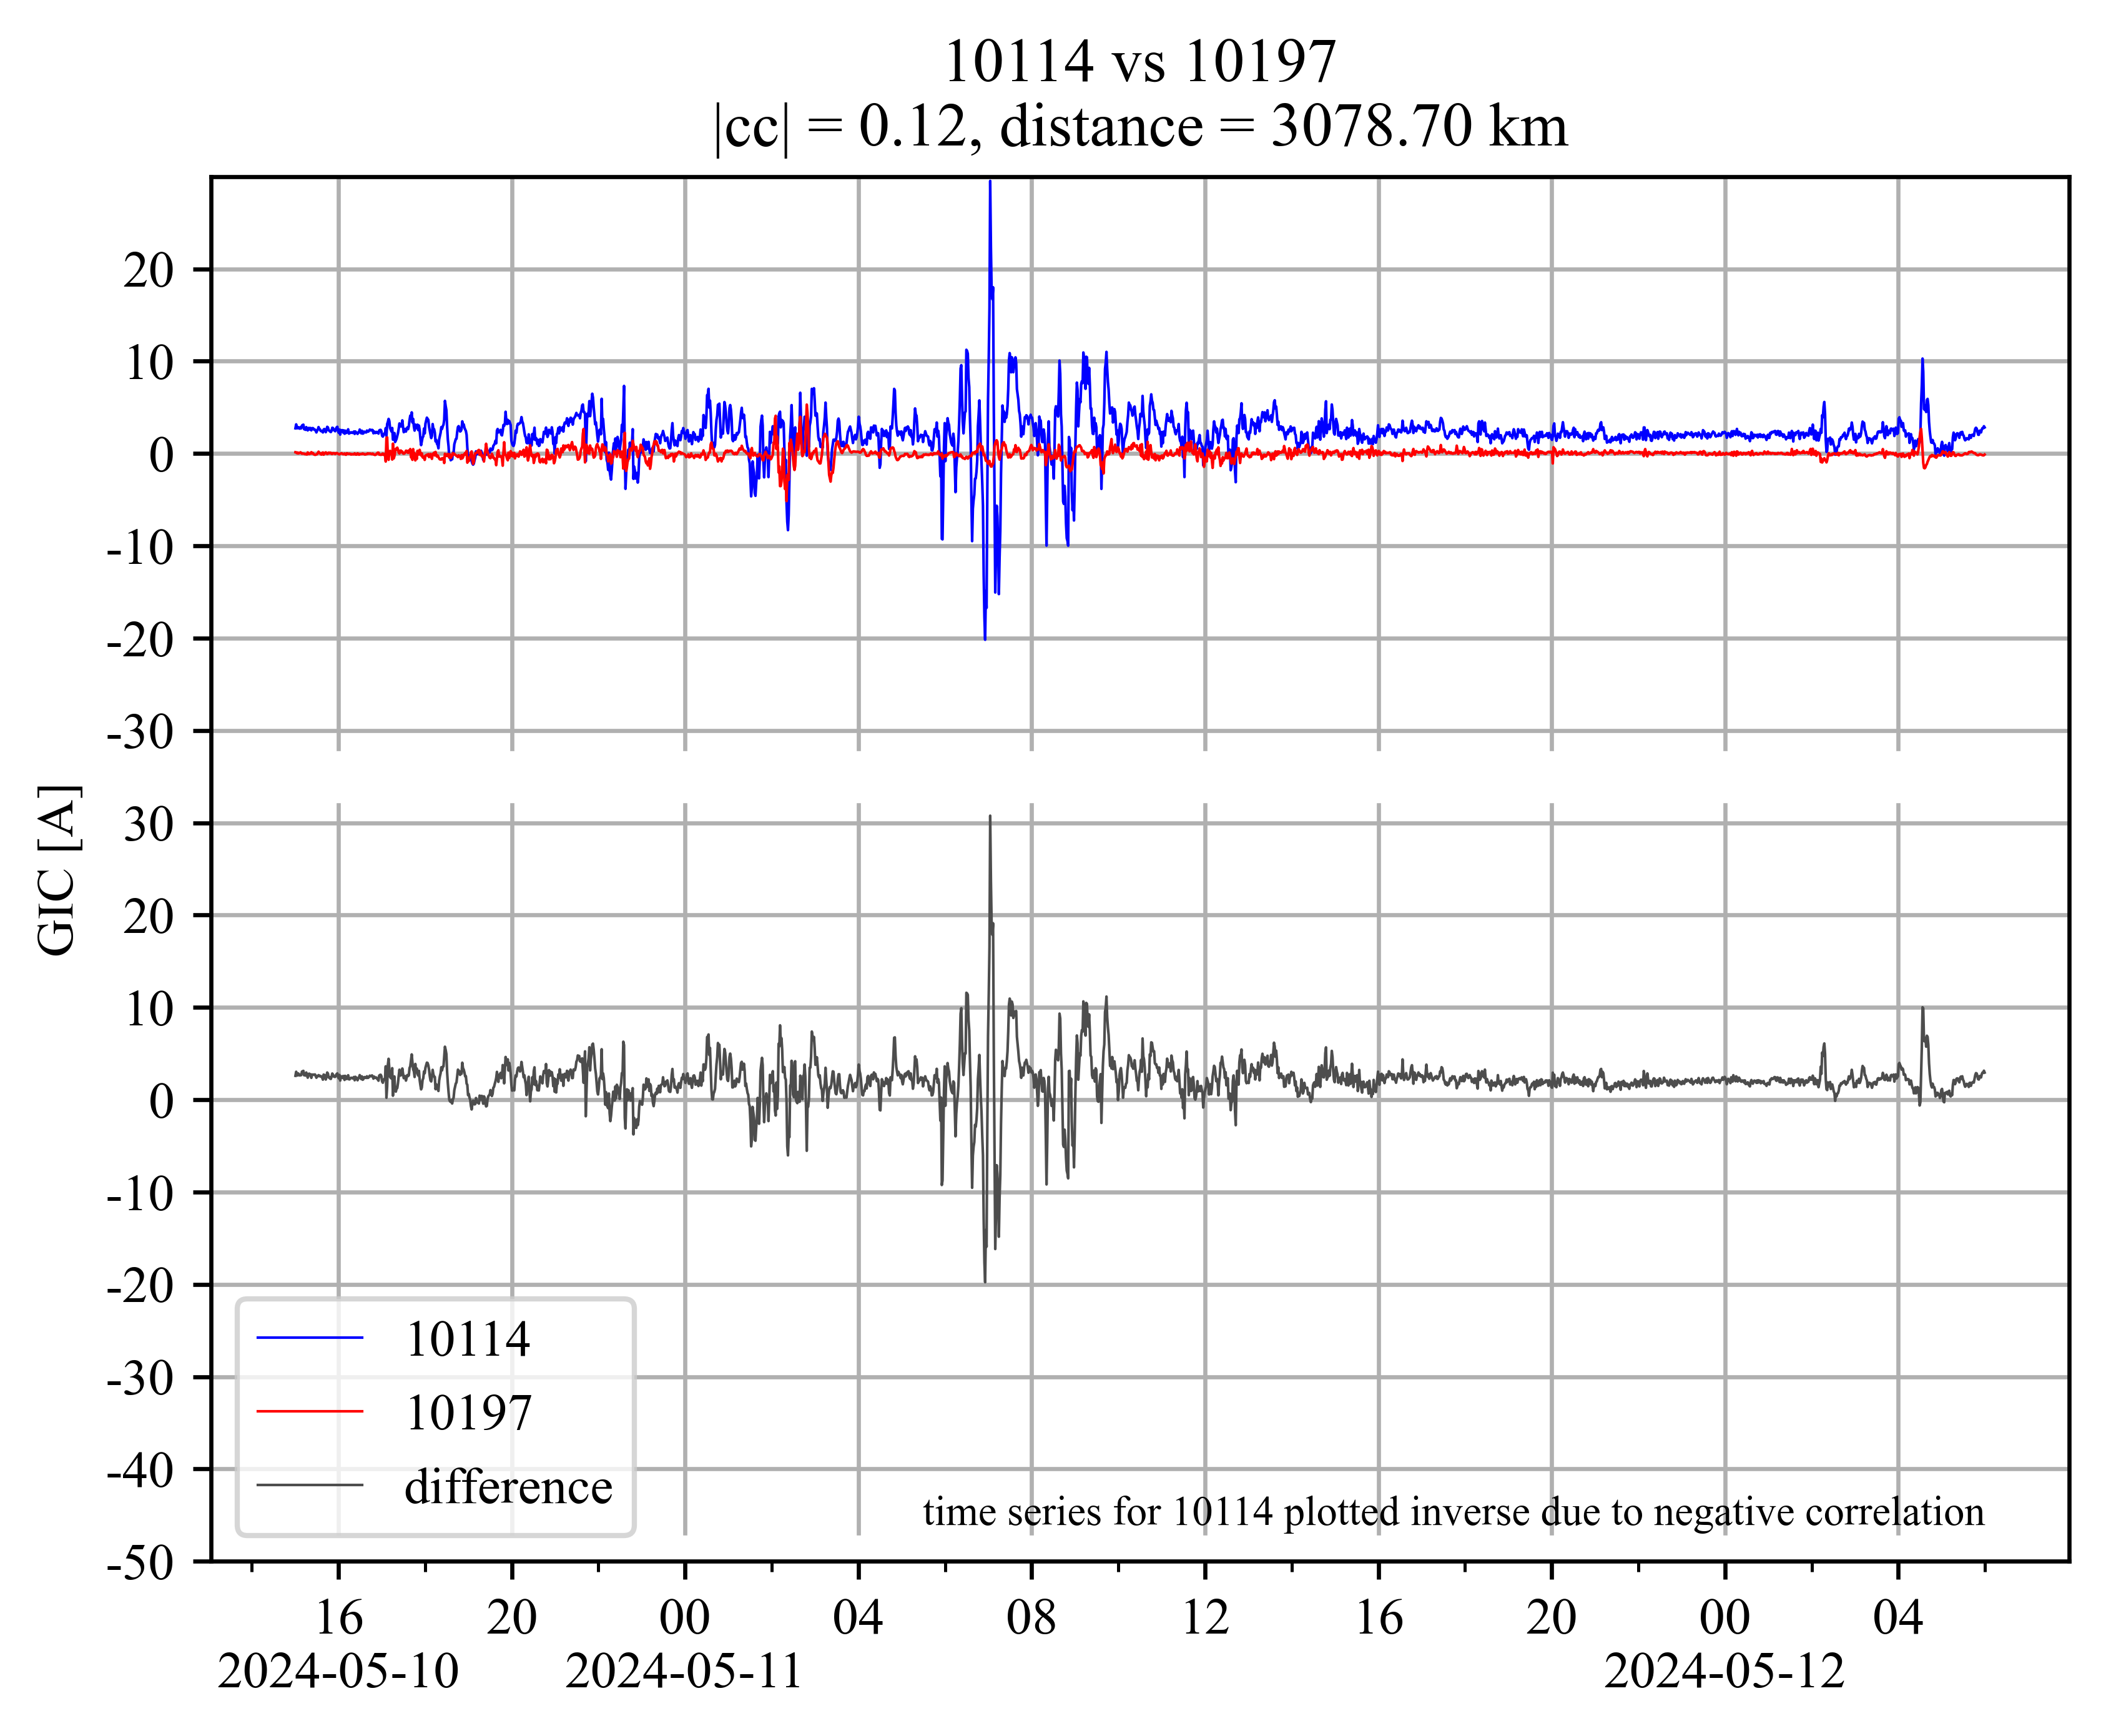 10114 vs 10197
|cc| = 0.12, distance = 3078.70 km
20
10
0
-10
-20
-30
30
20
10
0
-10
-20
-30
-40
-50
GIC [A]
10114
10197
difference
time series for 10114 plotted inverse due to negative correlation
16 20 00 04 08 12 16 20 00 04
2024-05-10 2024-05-11 2024-05-12